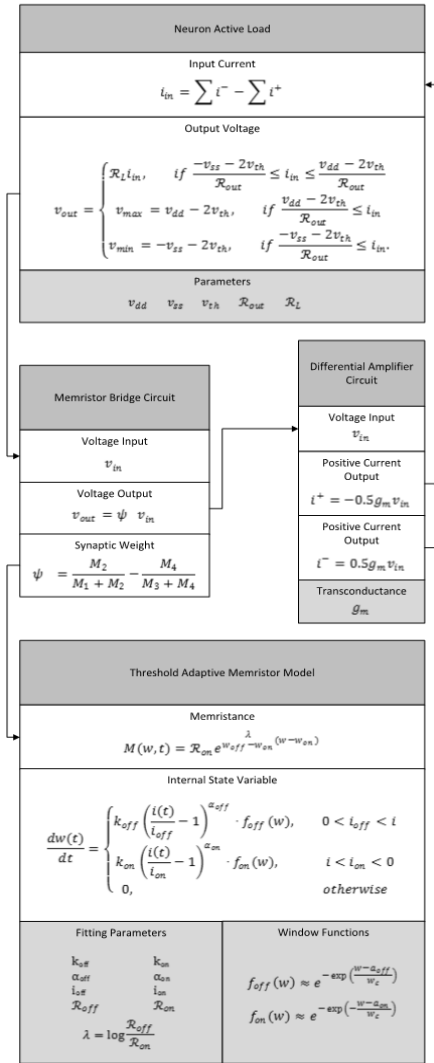 Neuron Active Load
Input Current
i_in = ∑ i⁻ − ∑ i⁺
Output Voltage
v_out = { ℛ_L i_in, if (−v_ss − 2v_th)/ℛ_out ≤ i_in ≤ (v_dd − 2v_th)/ℛ_out
v_max = v_dd − 2v_th, if (v_dd − 2v_th)/ℛ_out ≤ i_in
v_min = −v_ss − 2v_th, if (−v_ss − 2v_th)/ℛ_out ≤ i_in.
Parameters
v_dd v_ss v_th ℛ_out ℛ_L
Memristor Bridge Circuit
Voltage Input
v_in
Voltage Output
v_out = ψ v_in
Synaptic Weight
ψ = M_2/(M_1 + M_2) − M_4/(M_3 + M_4)
Differential Amplifier
Circuit
Voltage Input
v_in
Positive Current
Output
i⁺ = −0.5g_m v_in
Positive Current
Output
i⁻ = 0.5g_m v_in
Transconductance
g_m
Threshold Adaptive Memristor Model
Memristance
M(w, t) = ℛ_on e^(λ/(w_off − w_on) (w−w_on))
Internal State Variable
dw(t)/dt = { k_off (i(t)/i_off − 1)^α_off · f_off(w), 0 < i_off < i
k_on (i(t)/i_on − 1)^α_on · f_on(w), i < i_on < 0
0, otherwise
Fitting Parameters
k_off k_on
α_off α_on
i_off i_on
ℛ_off ℛ_on
λ = log ℛ_off/ℛ_on
Window Functions
f_off(w) ≈ e^(−exp((w−a_off)/w_c))
f_on(w) ≈ e^(−exp(−(w−a_on)/w_c))